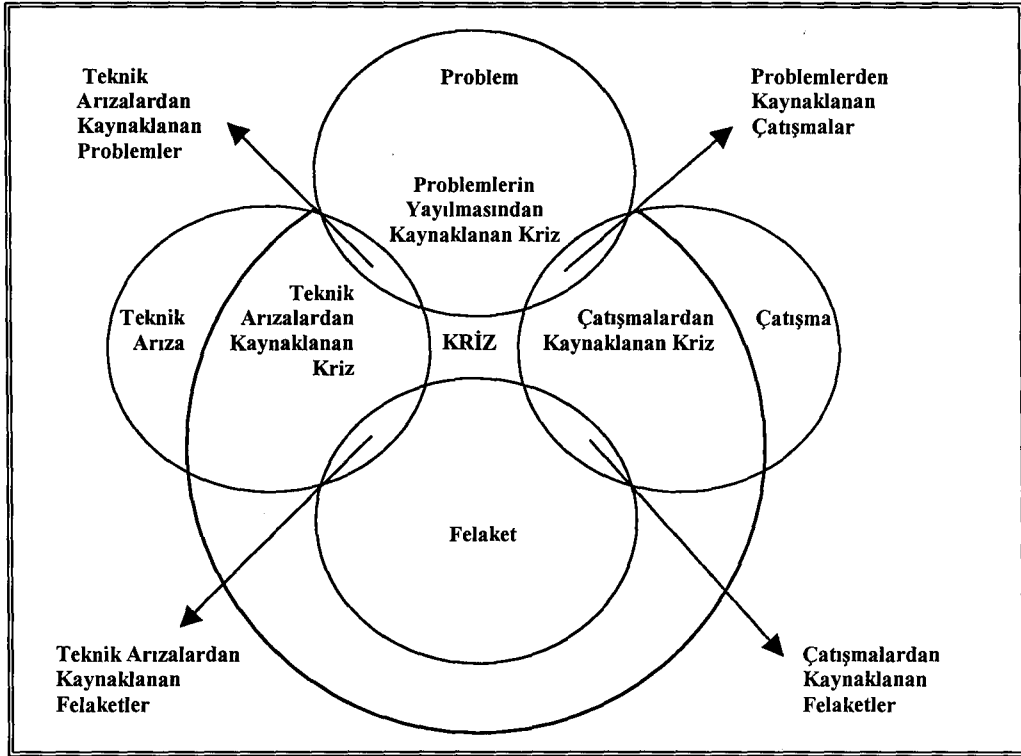 Teknik
Arızalardan
Kaynaklanan
Problemler
Problem
Problemlerden
Kaynaklanan
Çatışmalar
Problemlerin
Yayılmasından
Kaynaklanan Kriz
Teknik
Arıza
Teknik
Arızalardan
Kaynaklanan
Kriz
KRİZ
Çatışmalardan
Kaynaklanan Kriz
Çatışma
Felaket
Teknik Arızalardan
Kaynaklanan
Felaketler
Çatışmalardan
Kaynaklanan
Felaketler